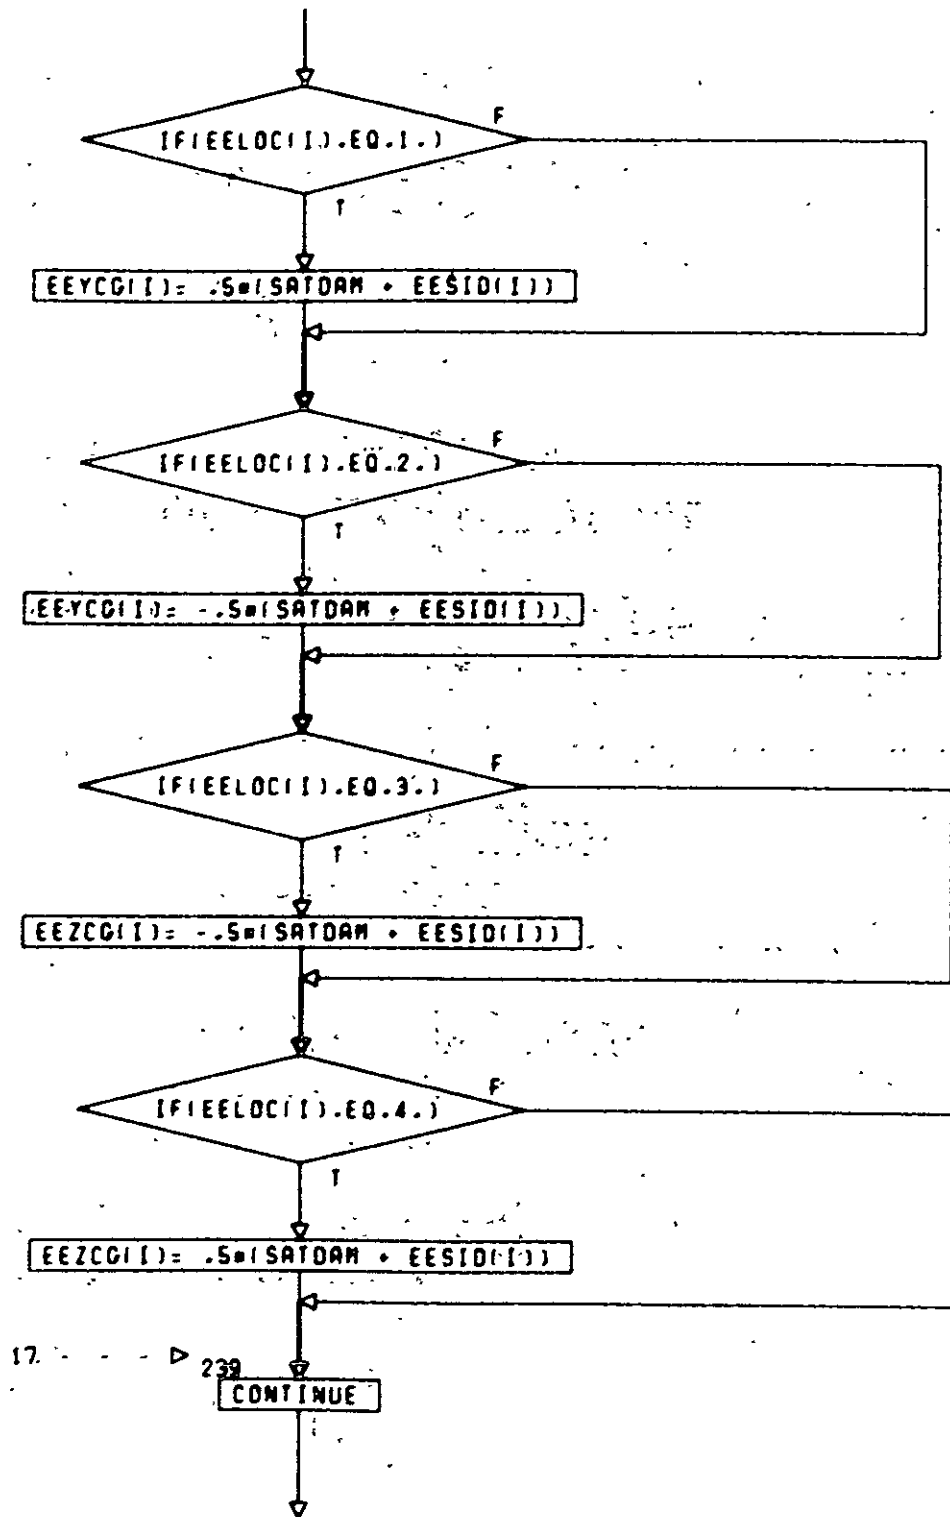 F
IF(EELOC(I).EQ.1.)
T
EEYCG(I)= .5*(SATDAM + EESID(I))
F
IF(EELOC(I).EQ.2.)
T
EEYCG(I)= -.5*(SATDAM + EESID(I))
F
IF(EELOC(I).EQ.3.)
T
EEZCG(I)= -.5*(SATDAM + EESID(I))
F
IF(EELOC(I).EQ.4.)
T
EEZCG(I)= .5*(SATDAM + EESID(I))
17. - - - ▷ 239
CONTINUE